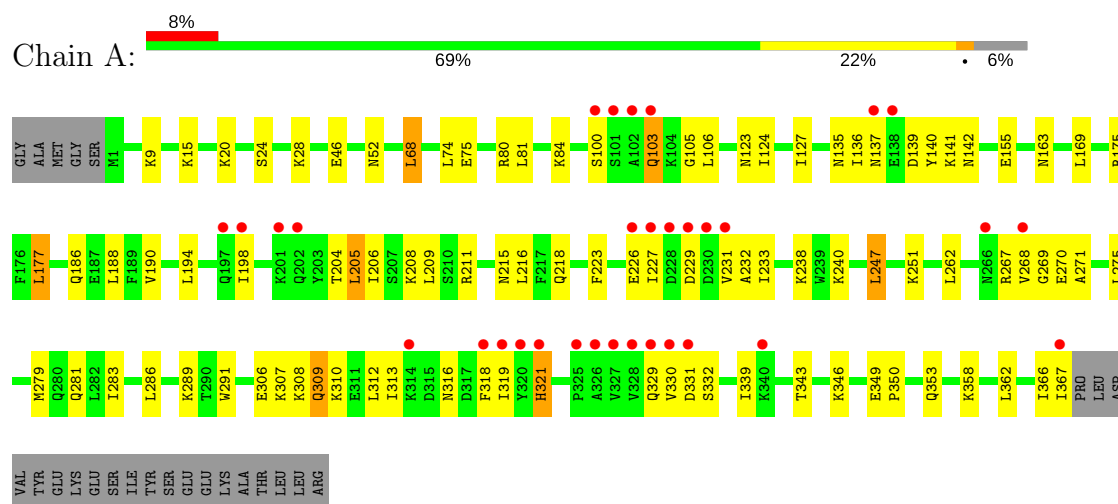 8%
Chain A:
69% 22% • 6%
GLY ALA MET GLY SER M1 K9 K15 K20 S24 K28 E46 N52 L68 L74 E75 R80 L81 K84 S100 S101 A102 Q103 K104 G105 L106 N123 I124 I127 N135 I136 N137 E138 D139 Y140 K141 N142 E155 N163 L169
F176 L177 Q186 E187 L188 F189 V190 L194 Q197 I198 K201 Q202 Y203 T204 L205 I206 S207 K208 L209 S210 R211 N215 L216 F217 Q218 F223 E226 I227 D228 D229 D230 V231 A232 I233 K238 W239 K240 L247 K251 L262 N266 R267 V268 G269 E270 A271
M279 Q280 Q281 L282 I283 L286 K289 T290 W291 E306 K307 K308 Q309 K310 E311 L312 I313 K314 D315 N316 D317 F318 I319 Y320 H321 P325 A326 V327 V328 Q329 V330 D331 S332 I339 K340 T343 K346 E349 P350 Q353 K358 L362 I366 I367 PRO LEU
VAL TYR GLU LYS GLU SER ILE TYR SER GLU GLU LYS ALA THR LEU LEU ARG